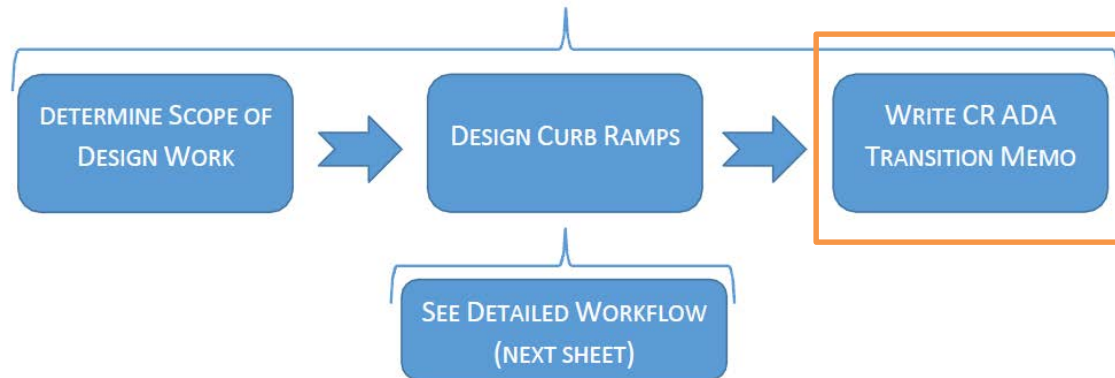 DETERMINE SCOPE OF
DESIGN WORK
DESIGN CURB RAMPS
WRITE CR ADA
TRANSITION MEMO
SEE DETAILED WORKFLOW
(NEXT SHEET)